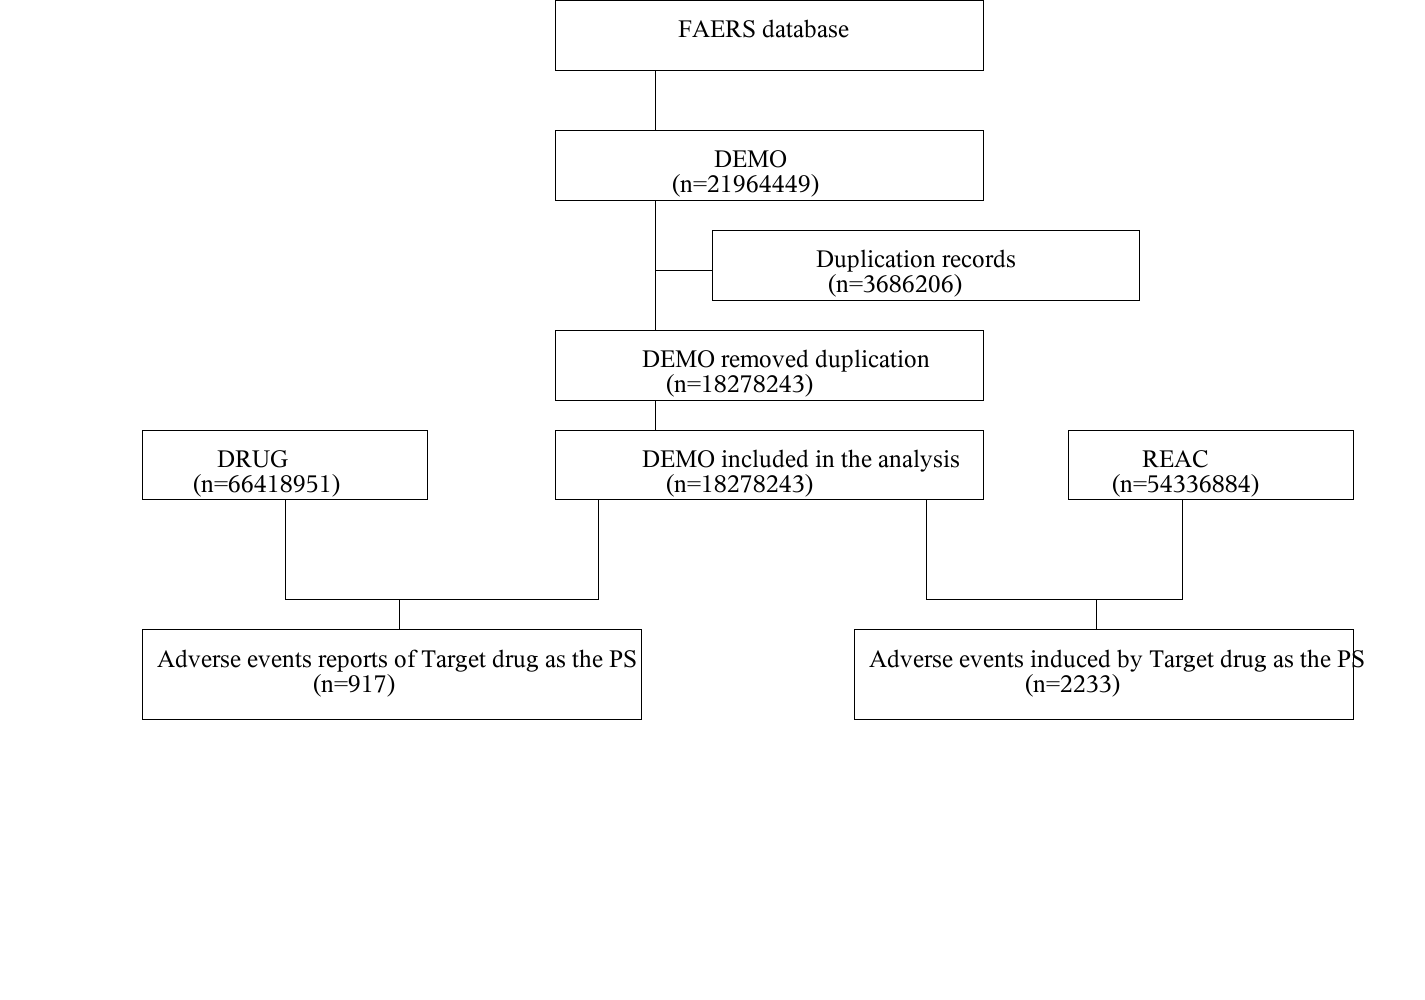 FAERS database
DEMO
(n=21964449)
Duplication records
(n=3686206)
DEMO removed duplication
(n=18278243)
DRUG
(n=66418951)
DEMO included in the analysis
(n=18278243)
REAC
(n=54336884)
Adverse events reports of Target drug as the PS
(n=917)
Adverse events induced by Target drug as the PS
(n=2233)